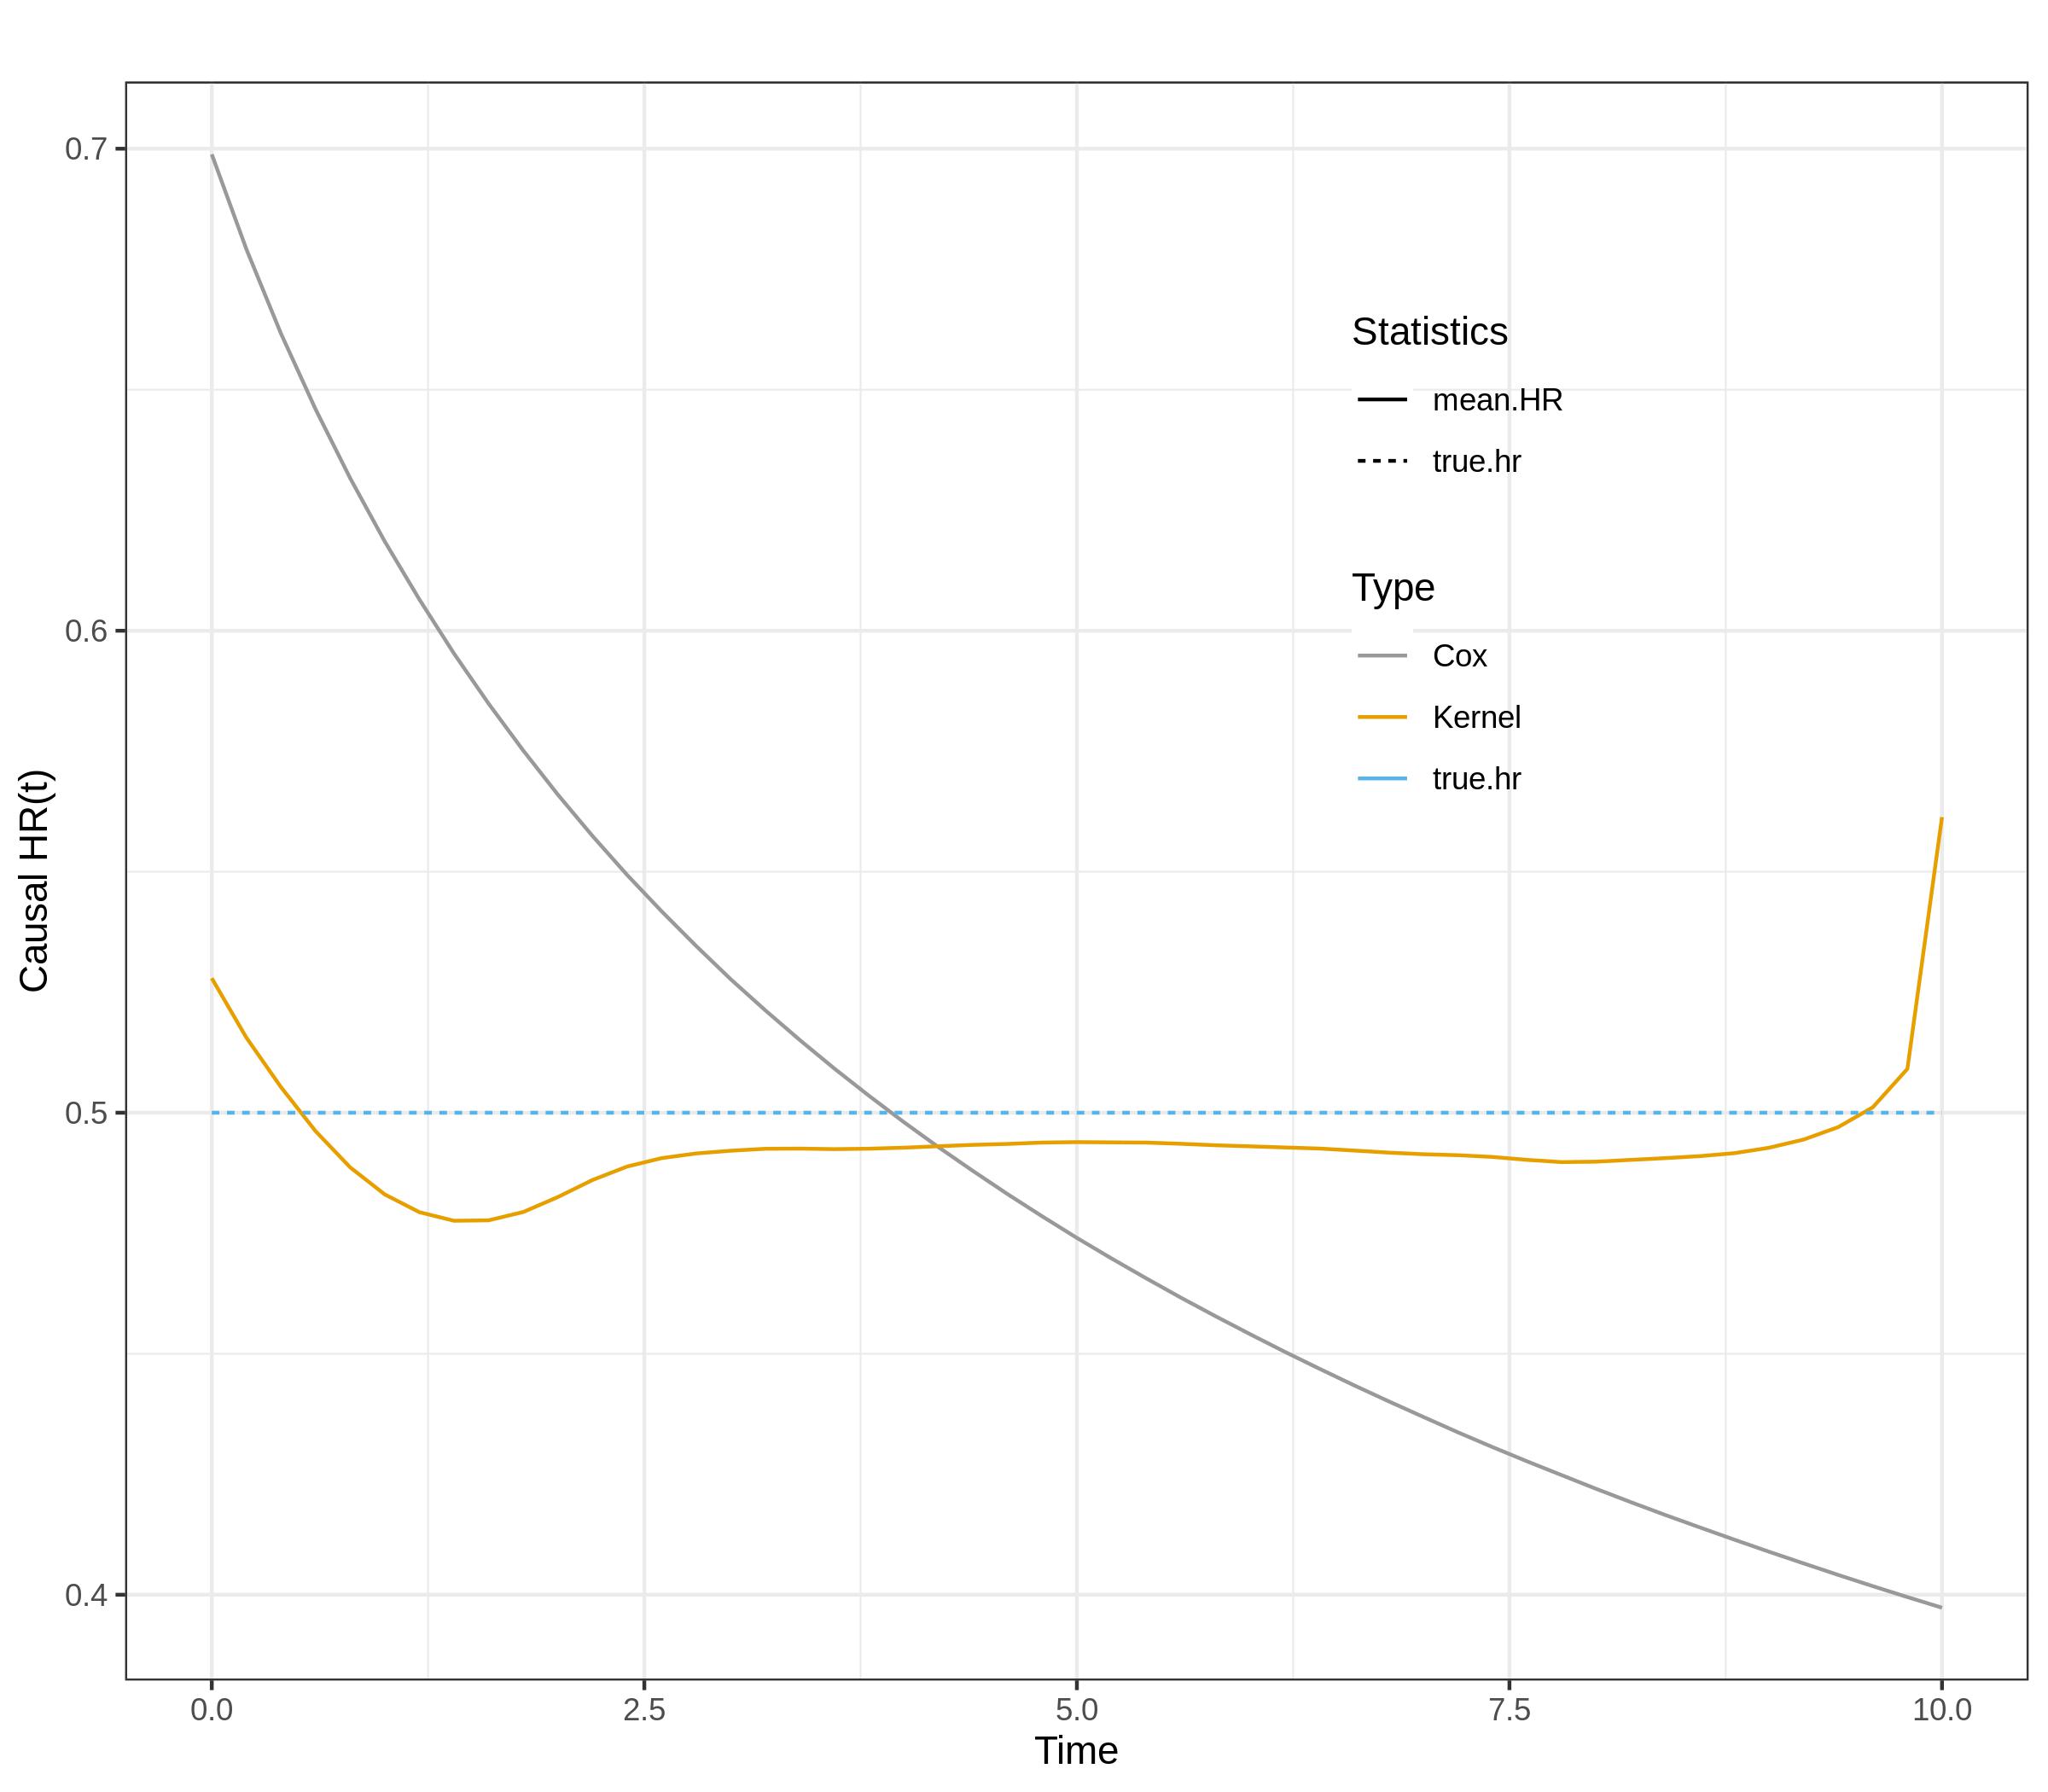 0.7
0.6
0.5
0.4
Causal HR(t)
Statistics
mean.HR
true.hr
Type
Cox
Kernel
true.hr
0.0 2.5 5.0 7.5 10.0
Time